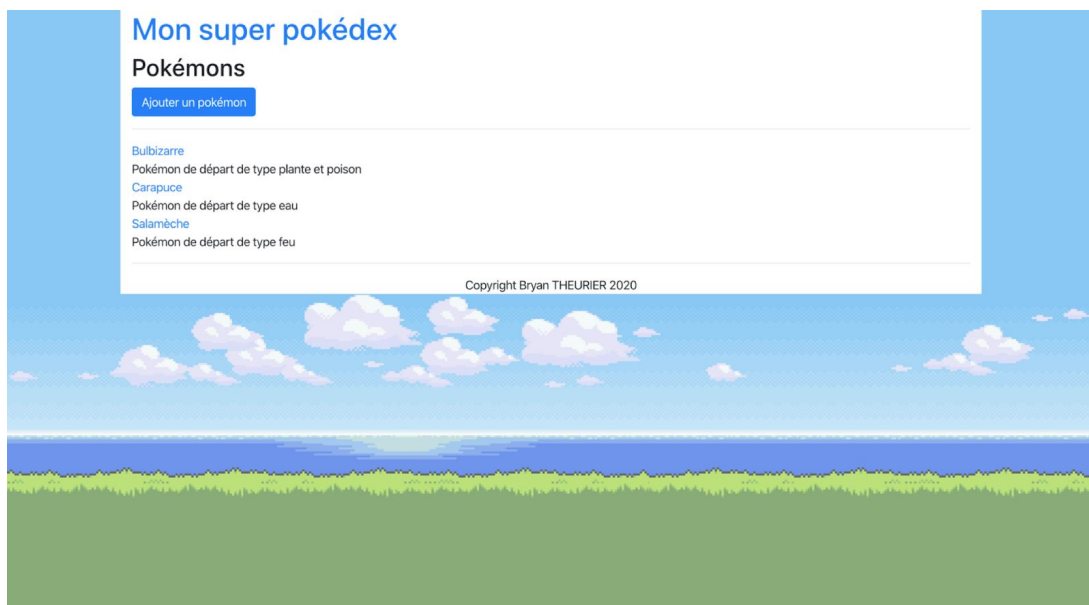 Mon super pokédex
Pokémons
Ajouter un pokémon
Bulbizarre
Pokémon de départ de type plante et poison
Carapuce
Pokémon de départ de type eau
Salamèche
Pokémon de départ de type feu
Copyright Bryan THEURIER 2020